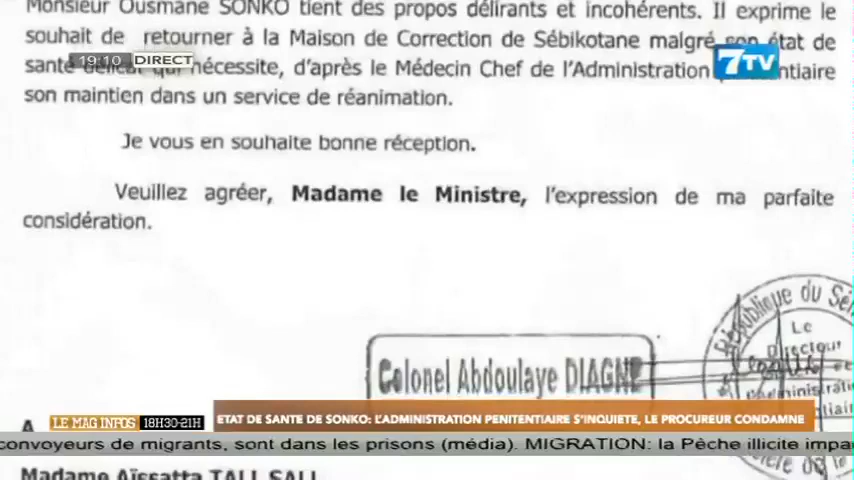 Monsieur Ousmane SONKO tient des propos délirants et incohérents. Il exprime le
souhait de retourner à la Maison de Correction de Sébikotane malgré son état de
santé délicat qui nécessite, d'après le Médecin Chef de l'Administration
son maintien dans un service de réanimation.
19:10 DIRECT
7TV
Je vous en souhaite bonne réception.
Veuillez agréer, Madame le Ministre, l'expression de ma parfaite
considération.
Colonel Abdoulaye DIAGNE
République du
Le
Directeur
A
LE MAG INFOS 18H30-21H ETAT DE SANTE DE SONKO: L'ADMINISTRATION PENITENTIAIRE S'INQUIETE, LE PROCUREUR CONDAMNE
convoyeurs de migrants, sont dans les prisons (média). MIGRATION: la Pêche illicite impa
Madame Aïssatta TALL SALL